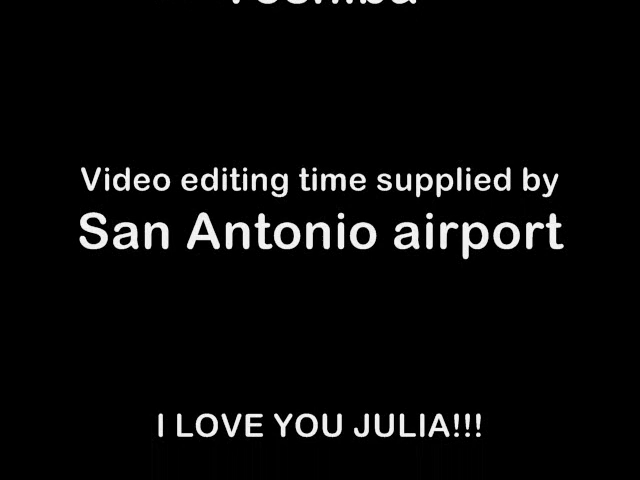 Video editing time supplied by
San Antonio airport
I LOVE YOU JULIA!!!